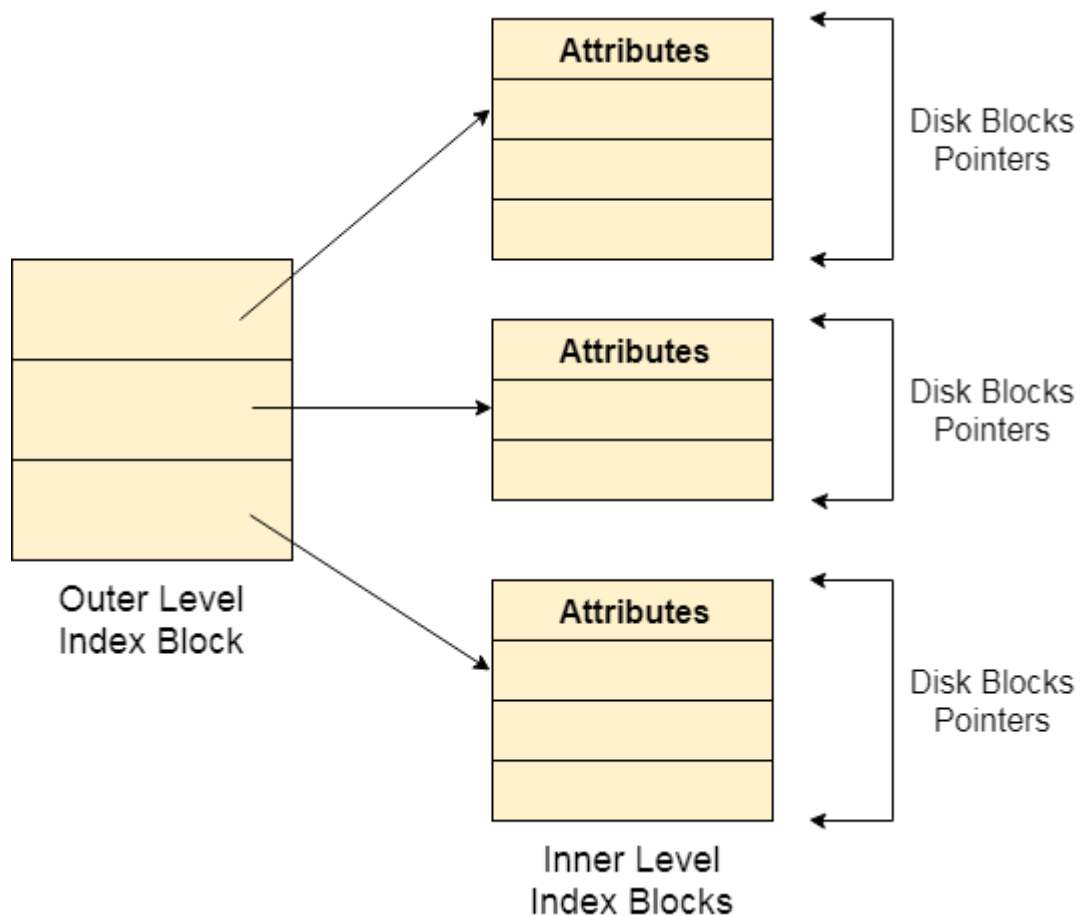 Attributes
Disk Blocks
Pointers
Attributes
Disk Blocks
Pointers
Outer Level
Index Block
Attributes
Disk Blocks
Pointers
Inner Level
Index Blocks